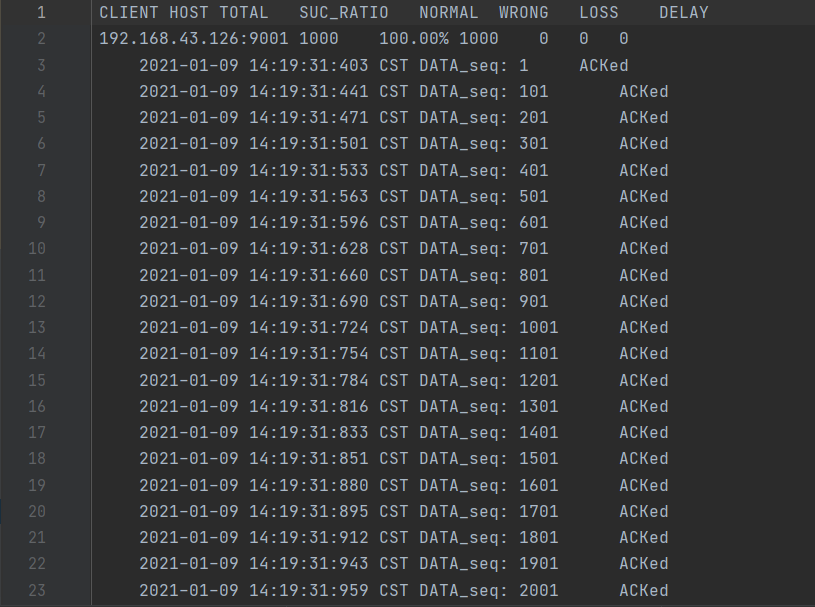 1 CLIENT HOST TOTAL SUC_RATIO NORMAL WRONG LOSS DELAY
2 192.168.43.126:9001 1000 100.00% 1000 0 0 0
3 2021-01-09 14:19:31:403 CST DATA_seq: 1 ACKed
4 2021-01-09 14:19:31:441 CST DATA_seq: 101 ACKed
5 2021-01-09 14:19:31:471 CST DATA_seq: 201 ACKed
6 2021-01-09 14:19:31:501 CST DATA_seq: 301 ACKed
7 2021-01-09 14:19:31:533 CST DATA_seq: 401 ACKed
8 2021-01-09 14:19:31:563 CST DATA_seq: 501 ACKed
9 2021-01-09 14:19:31:596 CST DATA_seq: 601 ACKed
10 2021-01-09 14:19:31:628 CST DATA_seq: 701 ACKed
11 2021-01-09 14:19:31:660 CST DATA_seq: 801 ACKed
12 2021-01-09 14:19:31:690 CST DATA_seq: 901 ACKed
13 2021-01-09 14:19:31:724 CST DATA_seq: 1001 ACKed
14 2021-01-09 14:19:31:754 CST DATA_seq: 1101 ACKed
15 2021-01-09 14:19:31:784 CST DATA_seq: 1201 ACKed
16 2021-01-09 14:19:31:816 CST DATA_seq: 1301 ACKed
17 2021-01-09 14:19:31:833 CST DATA_seq: 1401 ACKed
18 2021-01-09 14:19:31:851 CST DATA_seq: 1501 ACKed
19 2021-01-09 14:19:31:880 CST DATA_seq: 1601 ACKed
20 2021-01-09 14:19:31:895 CST DATA_seq: 1701 ACKed
21 2021-01-09 14:19:31:912 CST DATA_seq: 1801 ACKed
22 2021-01-09 14:19:31:943 CST DATA_seq: 1901 ACKed
23 2021-01-09 14:19:31:959 CST DATA_seq: 2001 ACKed